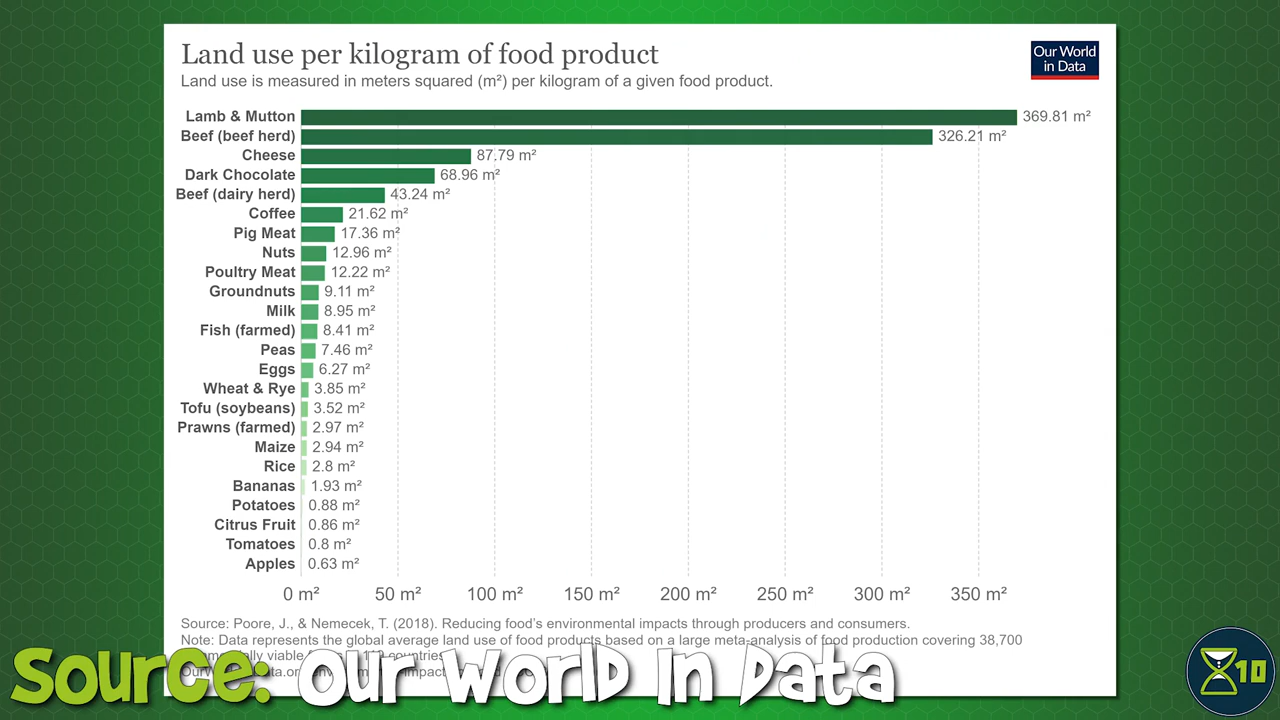 Land use per kilogram of food product
Land use is measured in meters squared (m²) per kilogram of a given food product.
Our World
in Data
Lamb & Mutton 369.81 m²
Beef (beef herd) 326.21 m²
Cheese 87.79 m²
Dark Chocolate 68.96 m²
Beef (dairy herd) 43.24 m²
Coffee 21.62 m²
Pig Meat 17.36 m²
Nuts 12.96 m²
Poultry Meat 12.22 m²
Groundnuts 9.11 m²
Milk 8.95 m²
Fish (farmed) 8.41 m²
Peas 7.46 m²
Eggs 6.27 m²
Wheat & Rye 3.85 m²
Tofu (soybeans) 3.52 m²
Prawns (farmed) 2.97 m²
Maize 2.94 m²
Rice 2.8 m²
Bananas 1.93 m²
Potatoes 0.88 m²
Citrus Fruit 0.86 m²
Tomatoes 0.8 m²
Apples 0.63 m²
0 m² 50 m² 100 m² 150 m² 200 m² 250 m² 300 m² 350 m²
Source: Poore, J., & Nemecek, T. (2018). Reducing food's environmental impacts through producers and consumers.
Note: Data represents the global average land use of food products based on a large meta-analysis of food production covering 38,700
countries
Source: Our World In Data
10